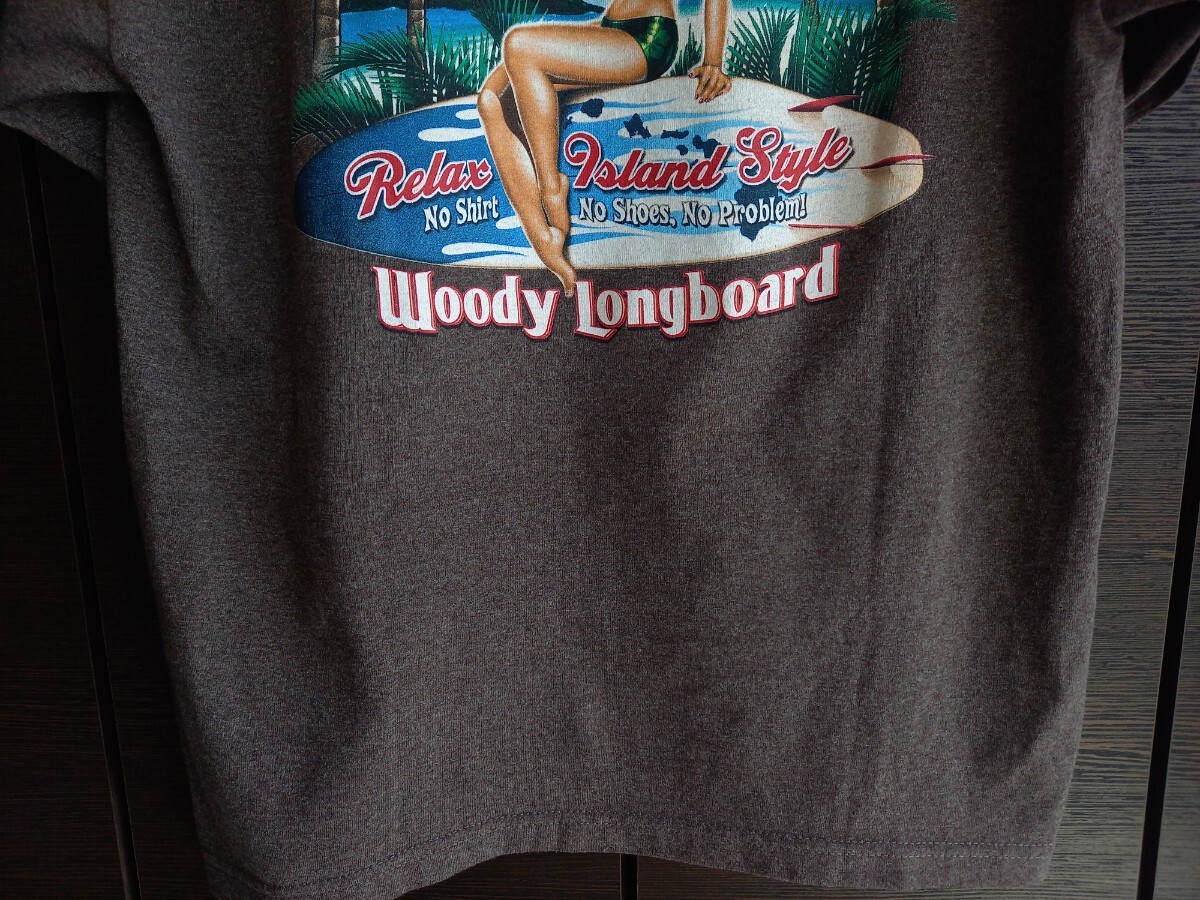 Relax Island Style
No Shirt No Shoes, No Problem!
Woody Longboard